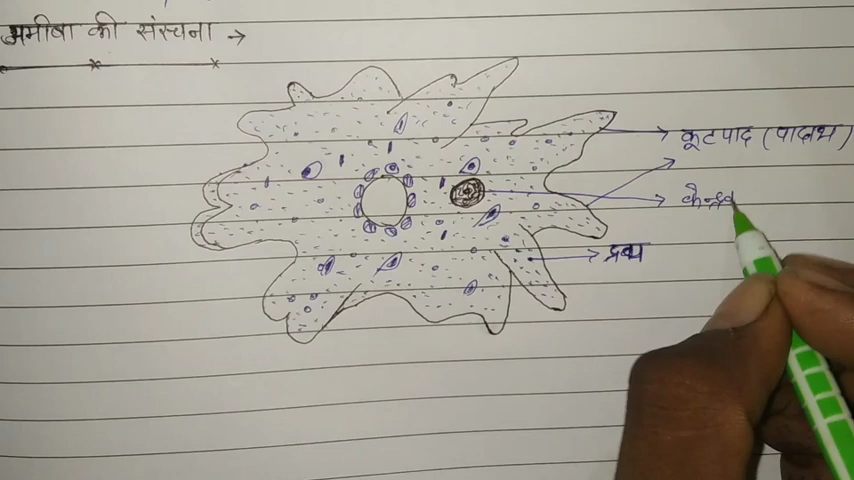 अमीबा की संरचना →
कूटपाद (पादाभ)
केन्द्रक
द्रव्य